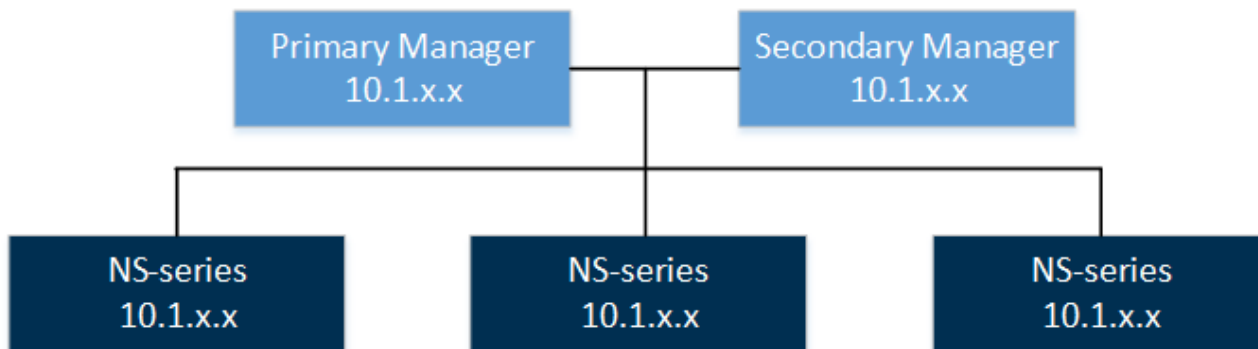 Primary Manager
10.1.x.x
Secondary Manager
10.1.x.x
NS-series
10.1.x.x
NS-series
10.1.x.x
NS-series
10.1.x.x